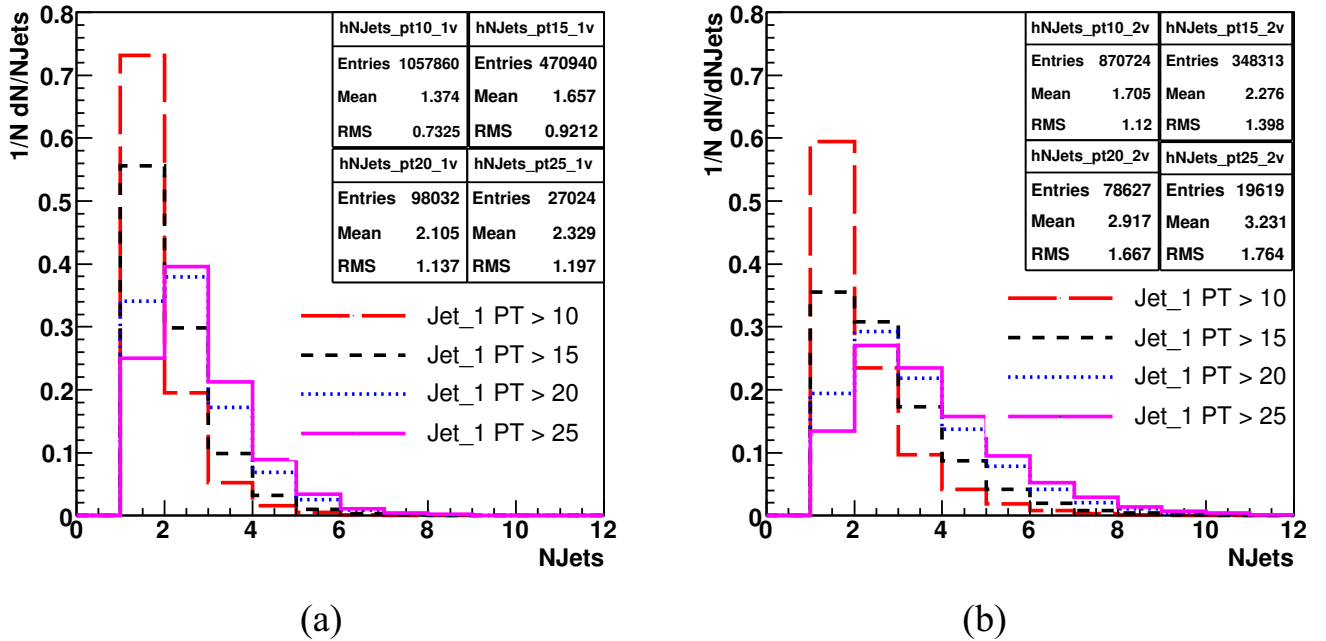 1/N dN/NJets
0.8
0.7
0.6
0.5
0.4
0.3
0.2
0.1
0
hNJets_pt10_1v hNJets_pt15_1v
Entries 1057860 Entries 470940
Mean 1.374 Mean 1.657
RMS 0.7325 RMS 0.9212
hNJets_pt20_1v hNJets_pt25_1v
Entries 98032 Entries 27024
Mean 2.105 Mean 2.329
RMS 1.137 RMS 1.197
Jet_1 PT > 10
Jet_1 PT > 15
Jet_1 PT > 20
Jet_1 PT > 25
0 2 4 6 8 10 12
NJets
(a)
1/N dN/dNJets
0.8
0.7
0.6
0.5
0.4
0.3
0.2
0.1
0
hNJets_pt10_2v hNJets_pt15_2v
Entries 870724 Entries 348313
Mean 1.705 Mean 2.276
RMS 1.12 RMS 1.398
hNJets_pt20_2v hNJets_pt25_2v
Entries 78627 Entries 19619
Mean 2.917 Mean 3.231
RMS 1.667 RMS 1.764
Jet_1 PT > 10
Jet_1 PT > 15
Jet_1 PT > 20
Jet_1 PT > 25
0 2 4 6 8 10 12
NJets
(b)